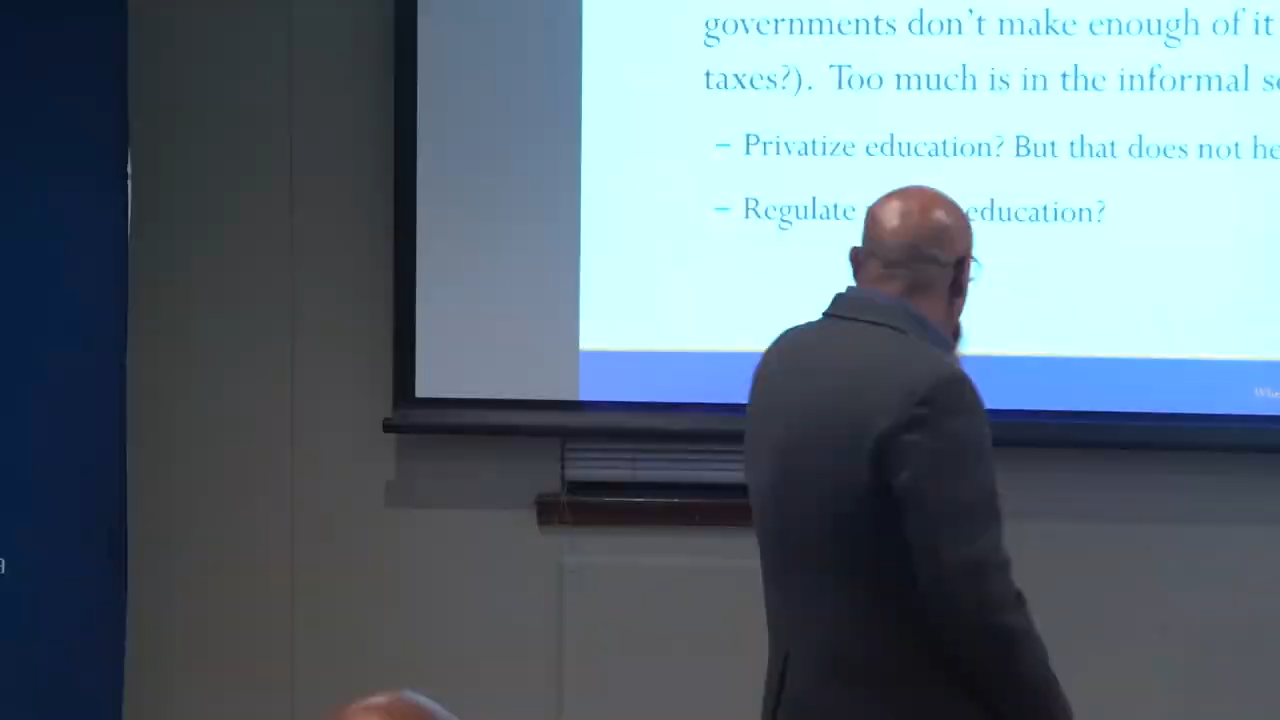 governments don't make enough of it
taxes?). Too much is in the informal
– Privatize education? But that does not
– Regulate education?